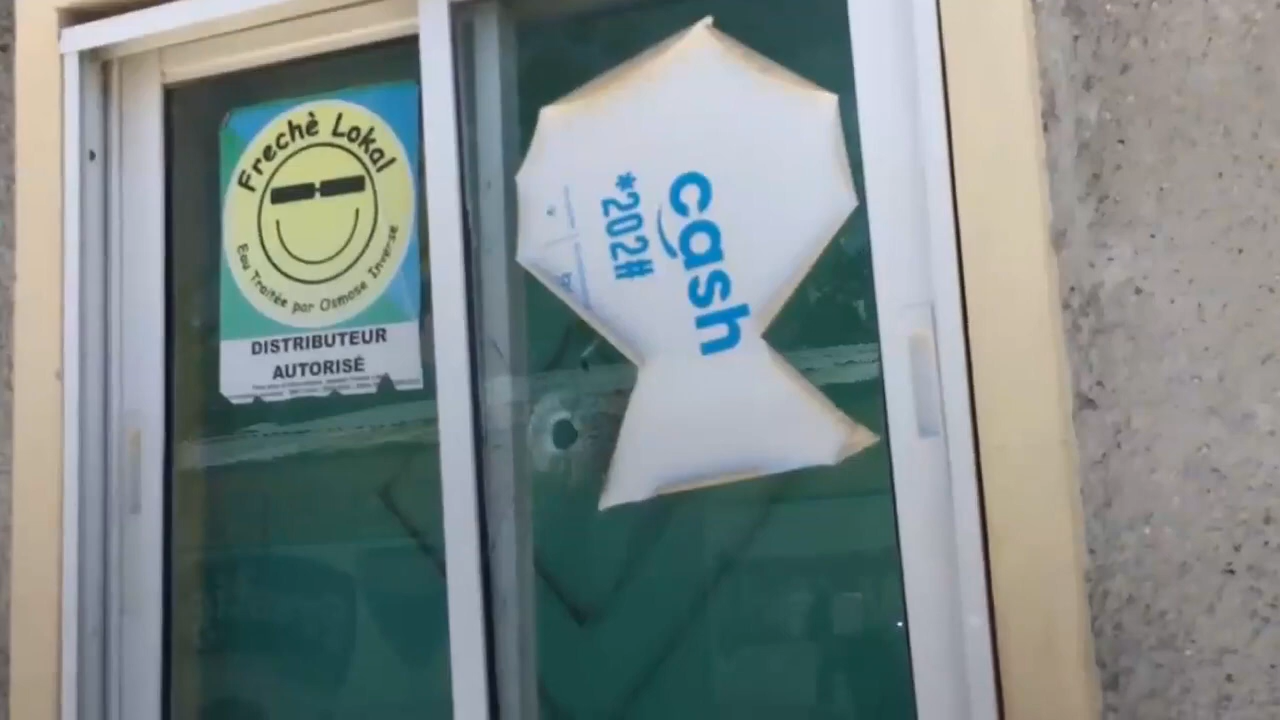 Frechè Lokal
Eau Traitée par Osmose Inverse
DISTRIBUTEUR
AUTORISÉ
cash
*202#